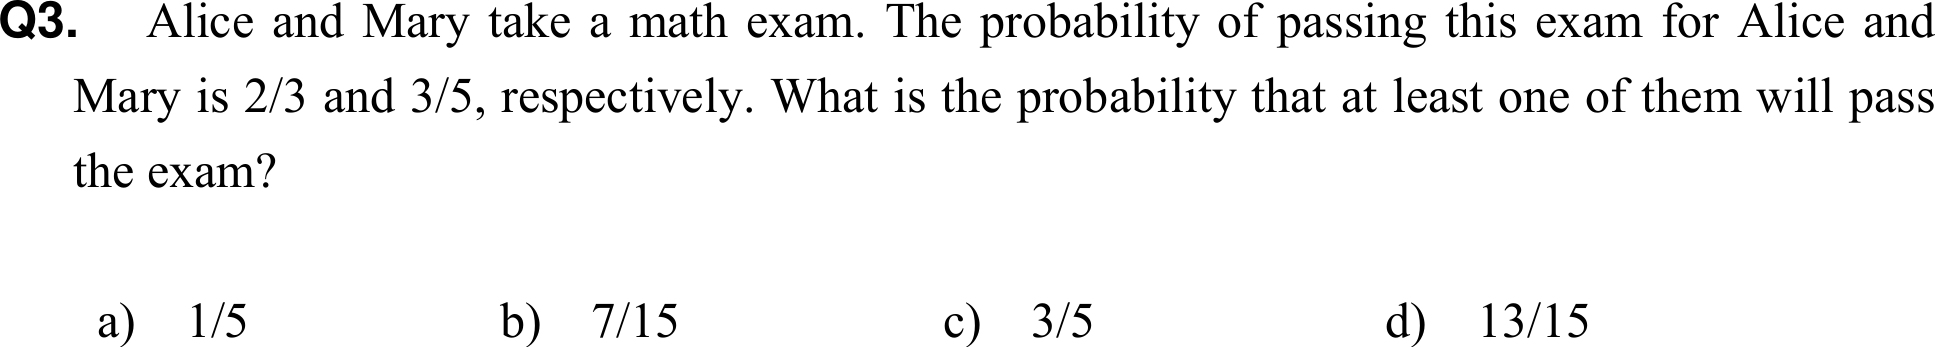 Q3. Alice and Mary take a math exam. The probability of passing this exam for Alice and
Mary is 2/3 and 3/5, respectively. What is the probability that at least one of them will pass
the exam?
a) 1/5 b) 7/15 c) 3/5 d) 13/15